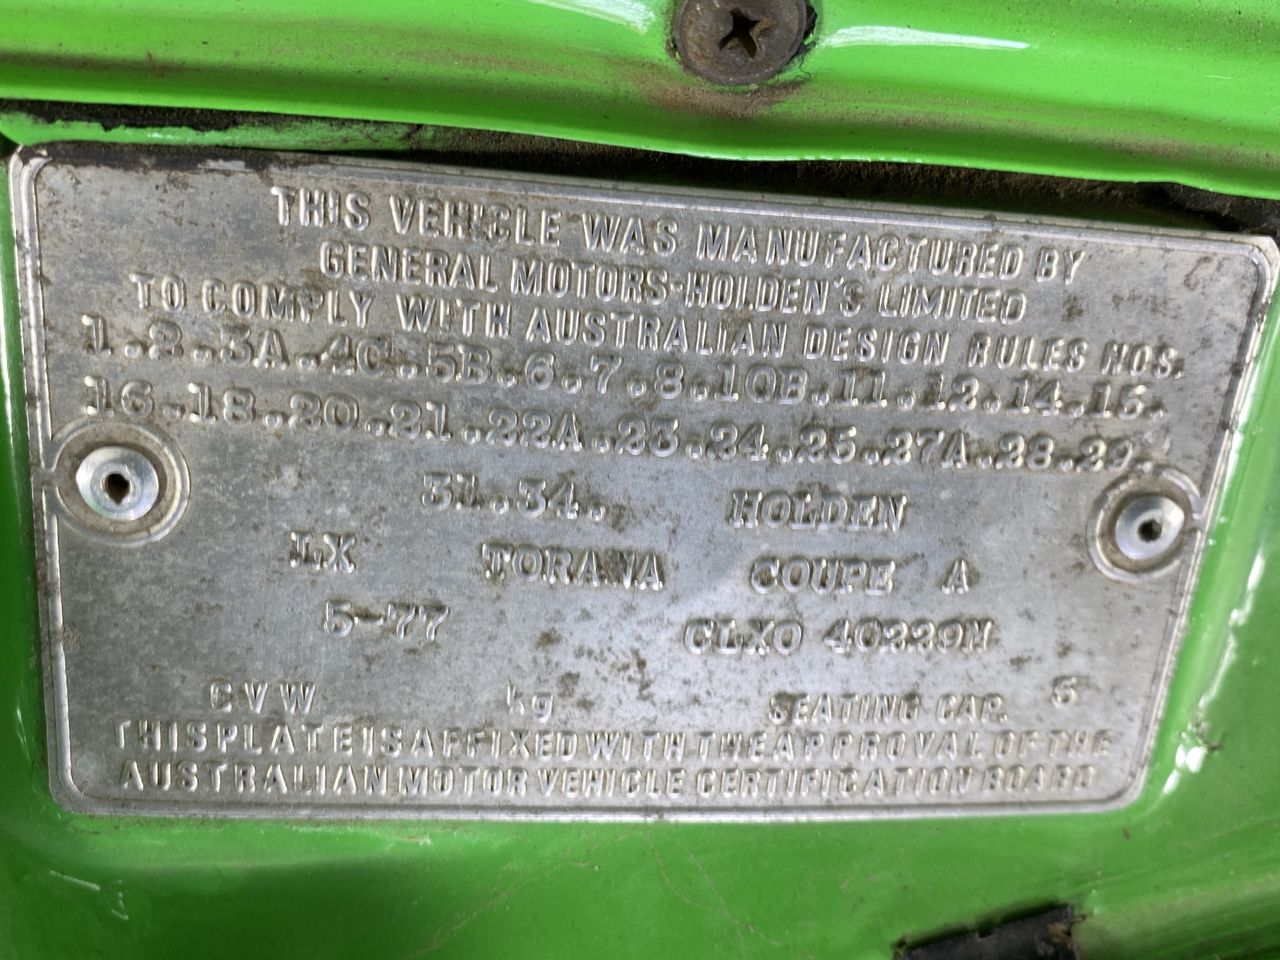 THIS VEHICLE WAS MANUFACTURED BY
GENERAL MOTORS-HOLDEN'S LIMITED
TO COMPLY WITH AUSTRALIAN DESIGN RULES NOS.
1.2.3A.4C.5B.6.7.8.10B.11.12.14.15.
16.18.20.21.22A.23.24.25.27A.28.29.
31.34. HOLDEN
LX TORANA COUPE A
5-77 CLXO 40229M
GVW kg SEATING CAP. 5
THIS PLATE IS AFFIXED WITH THE APPROVAL OF THE
AUSTRALIAN MOTOR VEHICLE CERTIFICATION BOARD